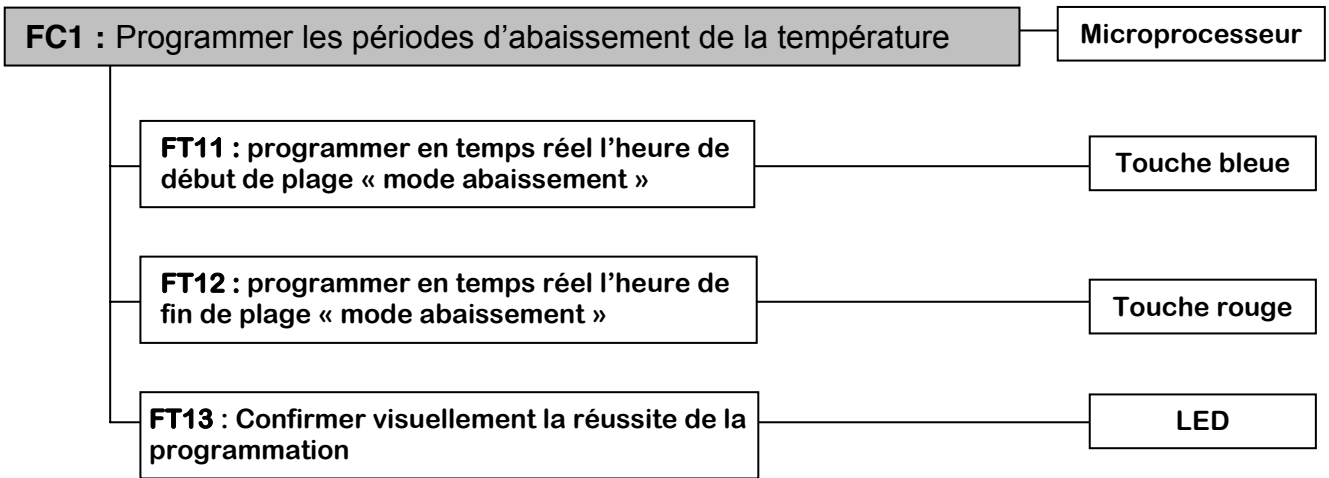 FC1 : Programmer les périodes d’abaissement de la température
Microprocesseur
FT11 : programmer en temps réel l’heure de
début de plage « mode abaissement »
Touche bleue
FT12 : programmer en temps réel l’heure de
fin de plage « mode abaissement »
Touche rouge
FT13 : Confirmer visuellement la réussite de la
programmation
LED